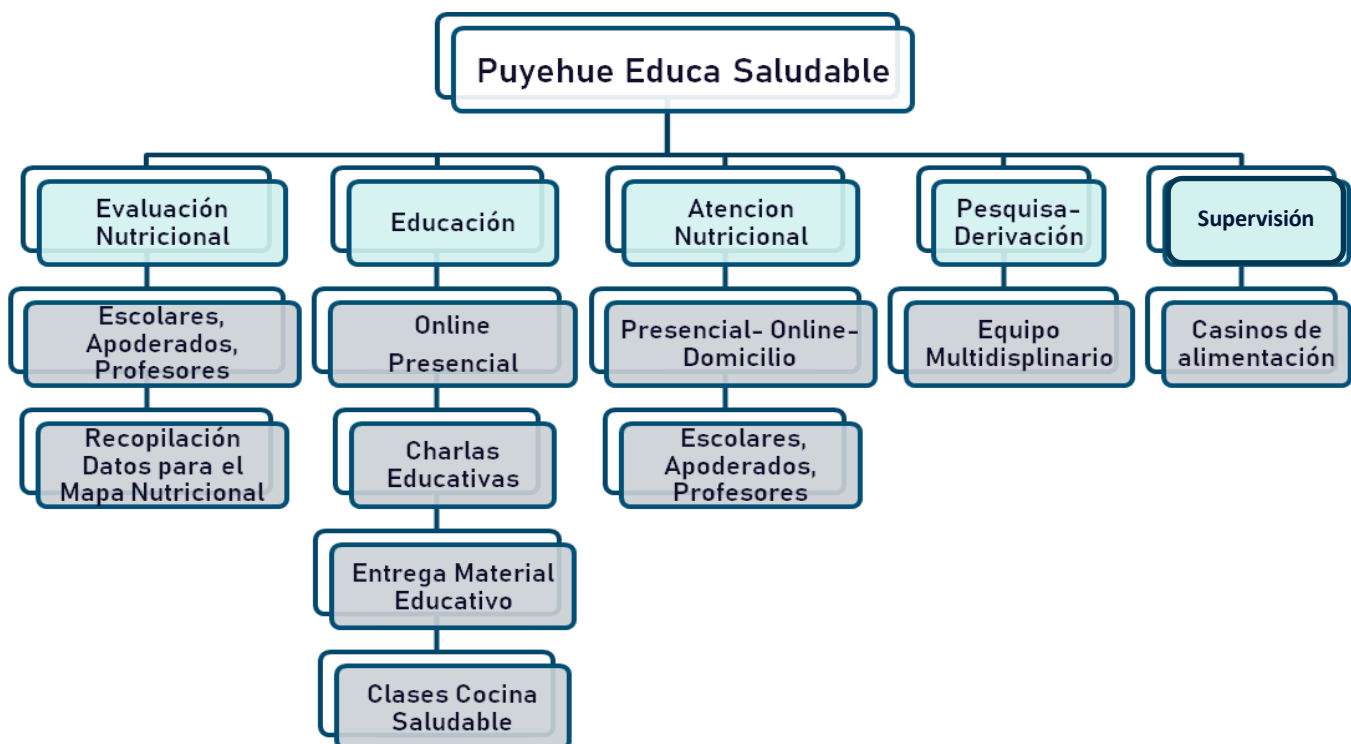 Puyehue Educa Saludable
Evaluación
Nutricional
Educación
Atencion
Nutricional
Pesquisa-
Derivación
Supervisión
Escolares,
Apoderados,
Profesores
Online
Presencial
Presencial- Online-
Domicilio
Equipo
Multidisplinario
Casinos de
alimentación
Recopilación
Datos para el
Mapa Nutricional
Charlas
Educativas
Escolares,
Apoderados,
Profesores
Entrega Material
Educativo
Clases Cocina
Saludable